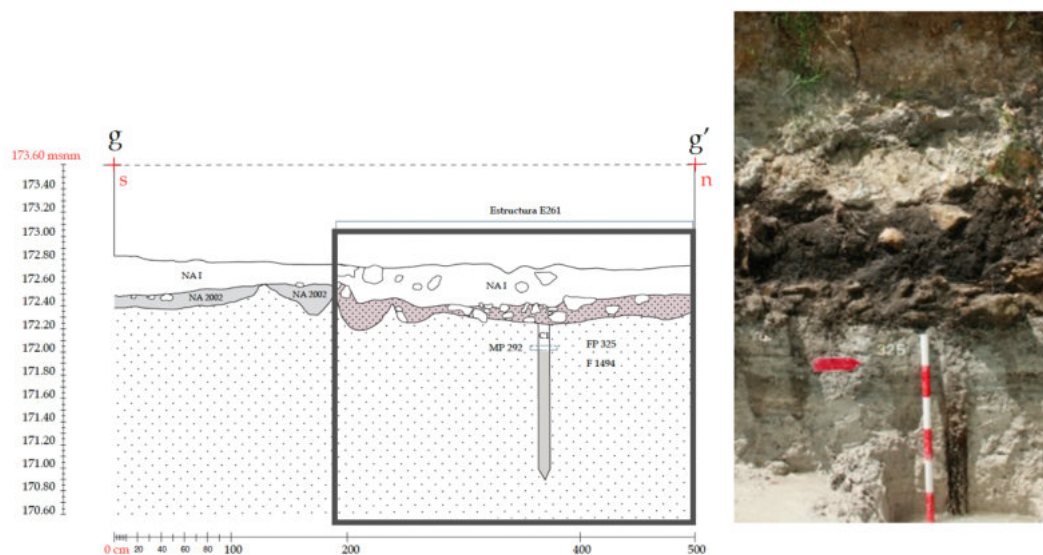 g
g'
173.60 msnm
s
n
173.40
173.20
173.00
172.80
172.60
172.40
172.20
172.00
171.80
171.60
171.40
171.20
171.00
170.80
170.60
Estructura E261
NA I
NA I
NA 2002
NA 2002
C1
MP 292
FP 325
F 1494
0 cm
20
40
60
80
100
200
400
500
325